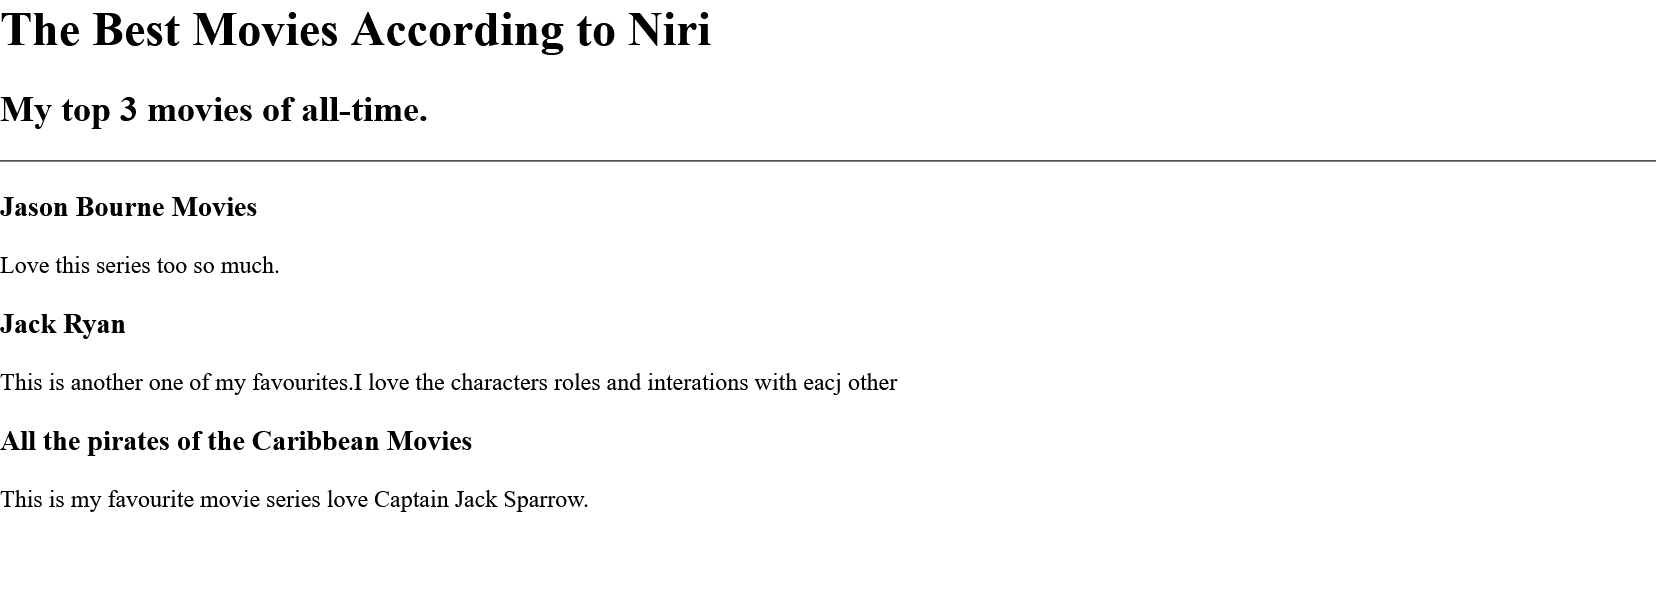 The Best Movies According to Niri
My top 3 movies of all-time.
Jason Bourne Movies
Love this series too so much.
Jack Ryan
This is another one of my favourites.I love the characters roles and interations with eacj other
All the pirates of the Caribbean Movies
This is my favourite movie series love Captain Jack Sparrow.